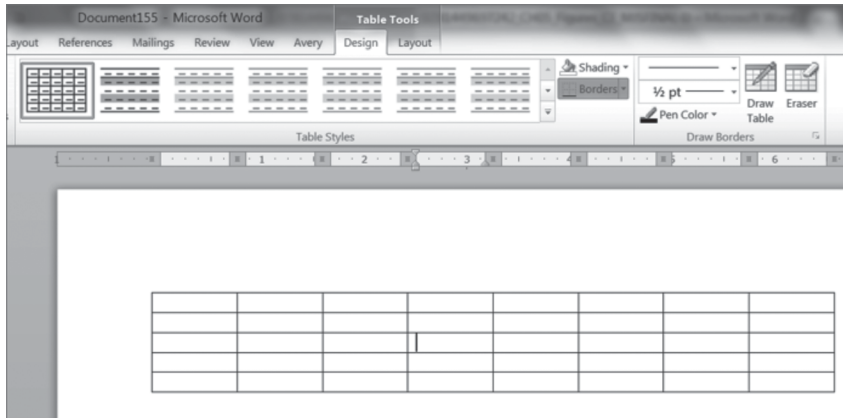 Document155 - Microsoft Word
Table Tools
Layout References Mailings Review View Avery Design Layout
Shading
Borders
½ pt
Pen Color
Draw Table
Eraser
Table Styles
Draw Borders
1 2 3 4 5 6